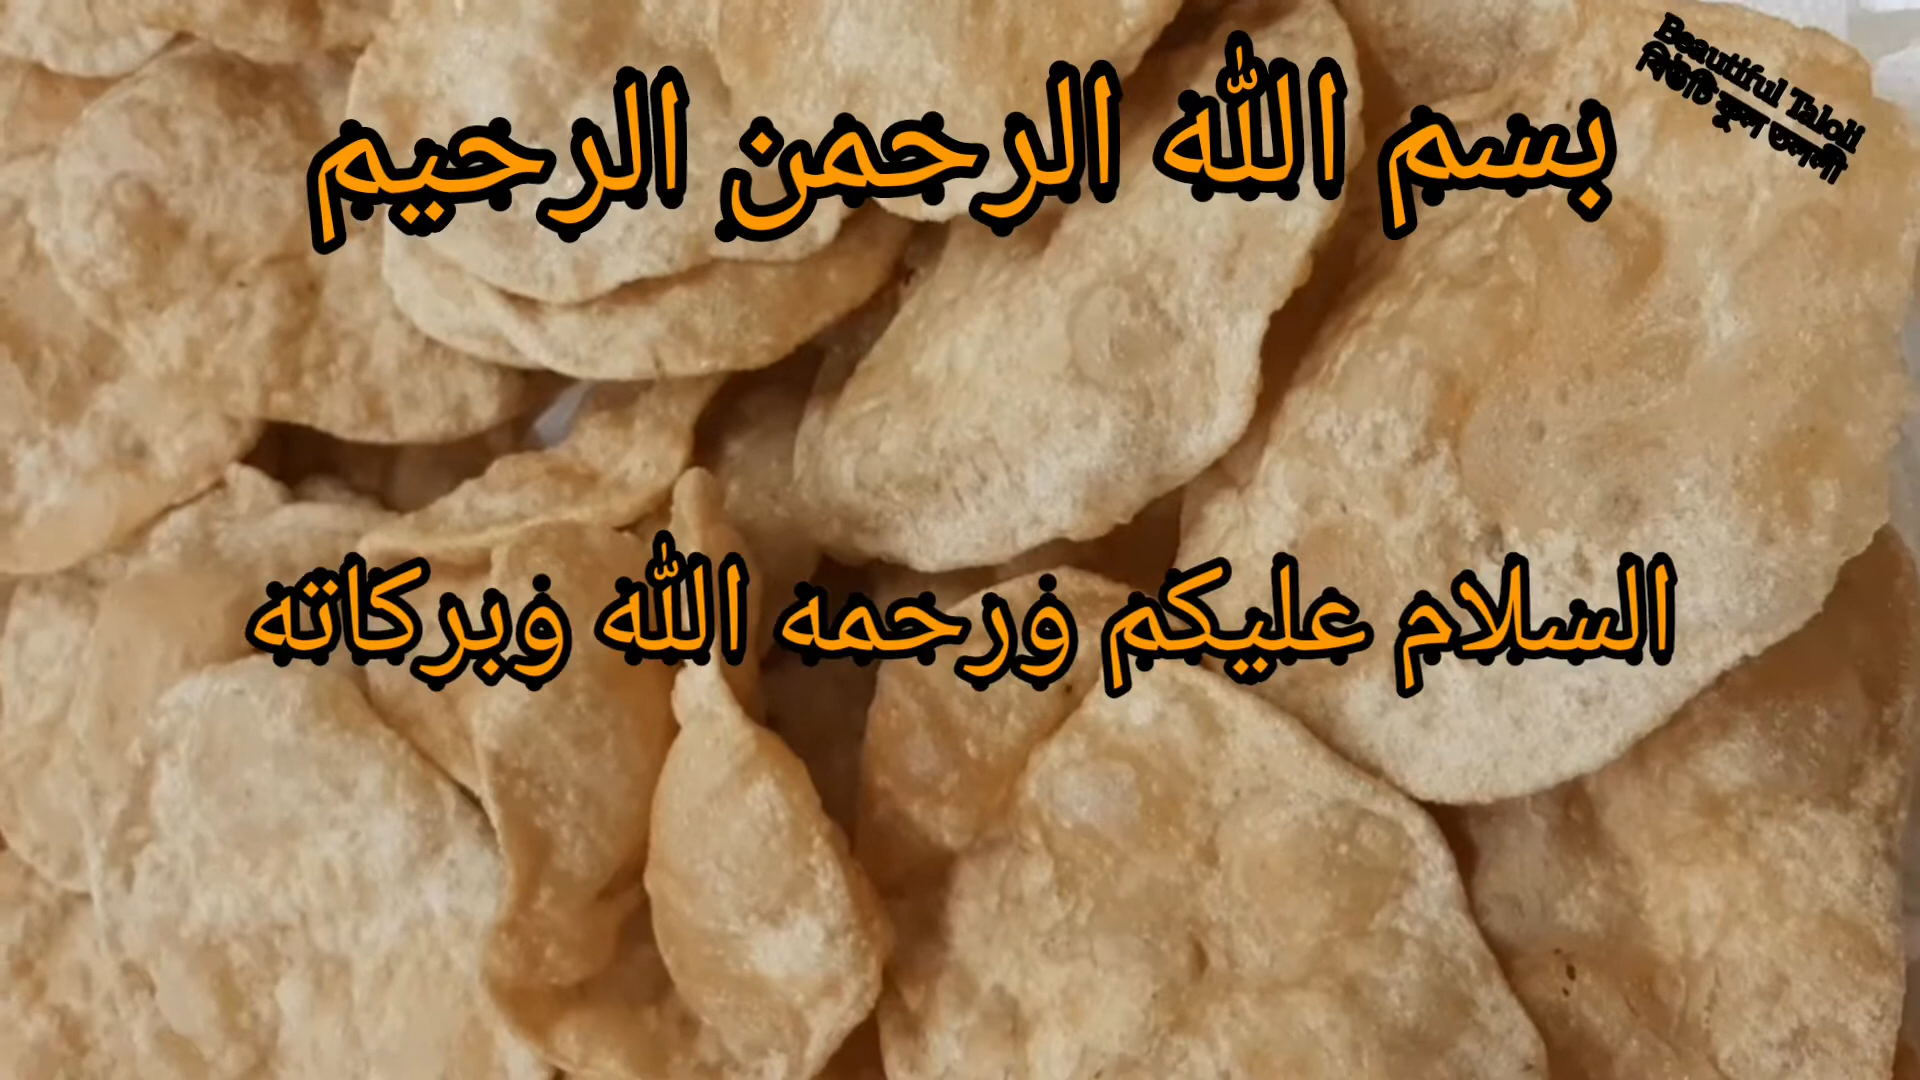 بسم الله الرحمن الرحيم
السلام عليكم ورحمه الله وبركاته
Beautiful Taloli